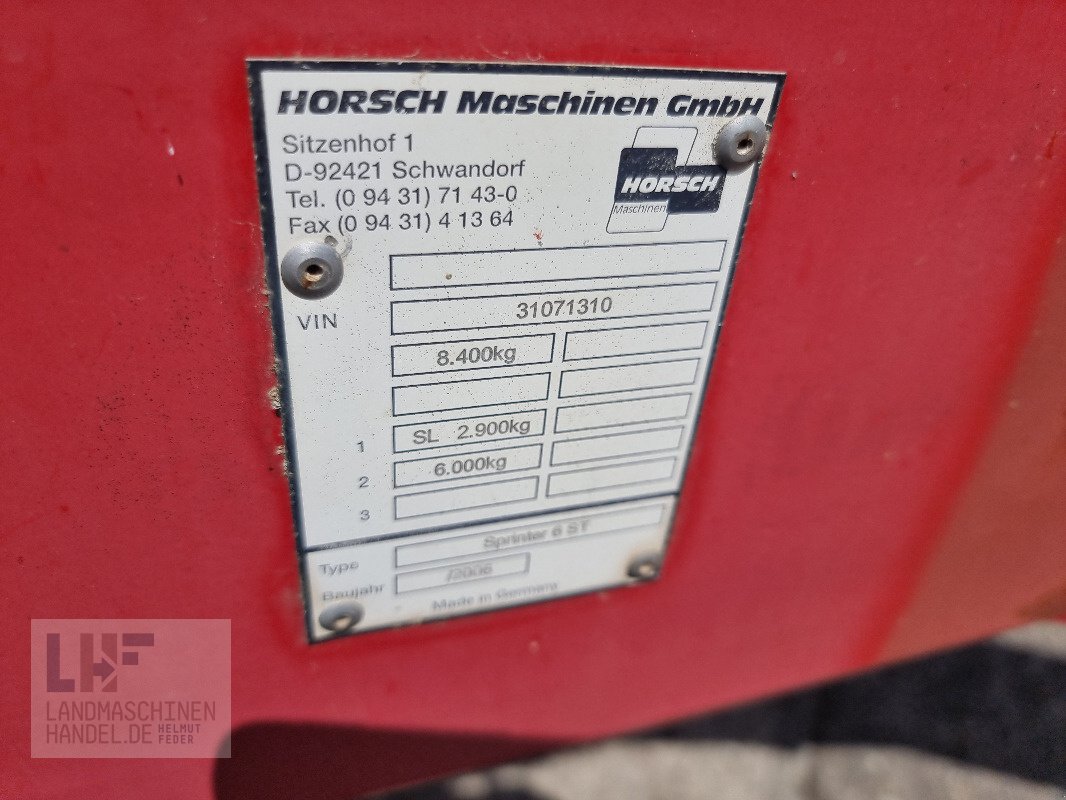 HORSCH Maschinen GmbH
Sitzenhof 1
D-92421 Schwandorf
Tel. (0 94 31) 71 43-0
Fax (0 94 31) 4 13 64
HORSCH
Maschinen
VIN 31071310
8.400kg
1 SL 2.900kg
2 6.000kg
3
Type Sprinter 6 ST
Baujahr /2006
Made in Germany
LHF
LANDMASCHINEN
HANDEL.DE HELMUT
FEDER